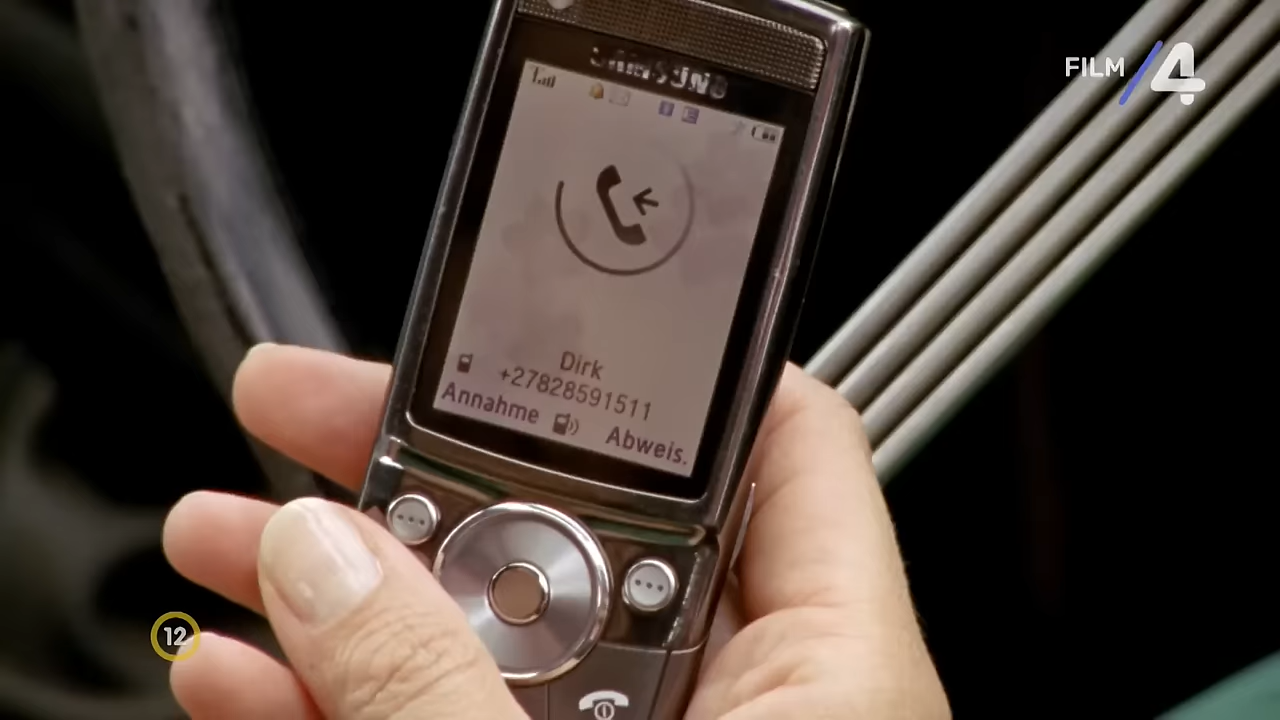 FILM /4
SAMSUNG
Dirk
+27828591511
Annahme
Abweis.
12